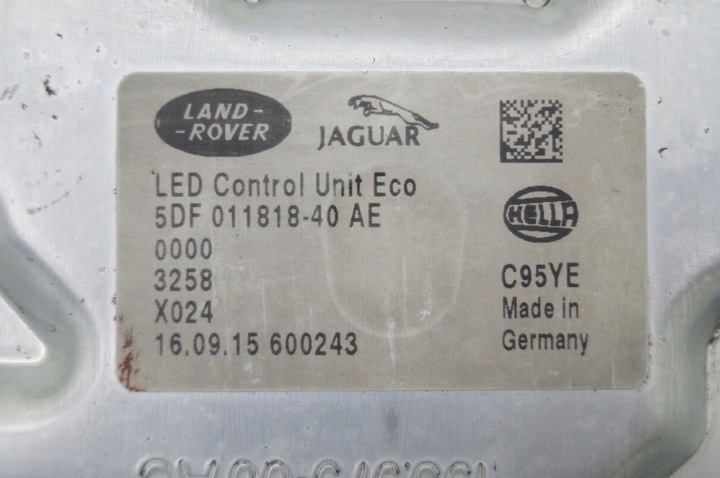 LAND-
-ROVER
JAGUAR
LED Control Unit Eco
5DF 011818-40 AE
HELLA
0000
3258
C95YE
X024
Made in
16.09.15 600243
Germany